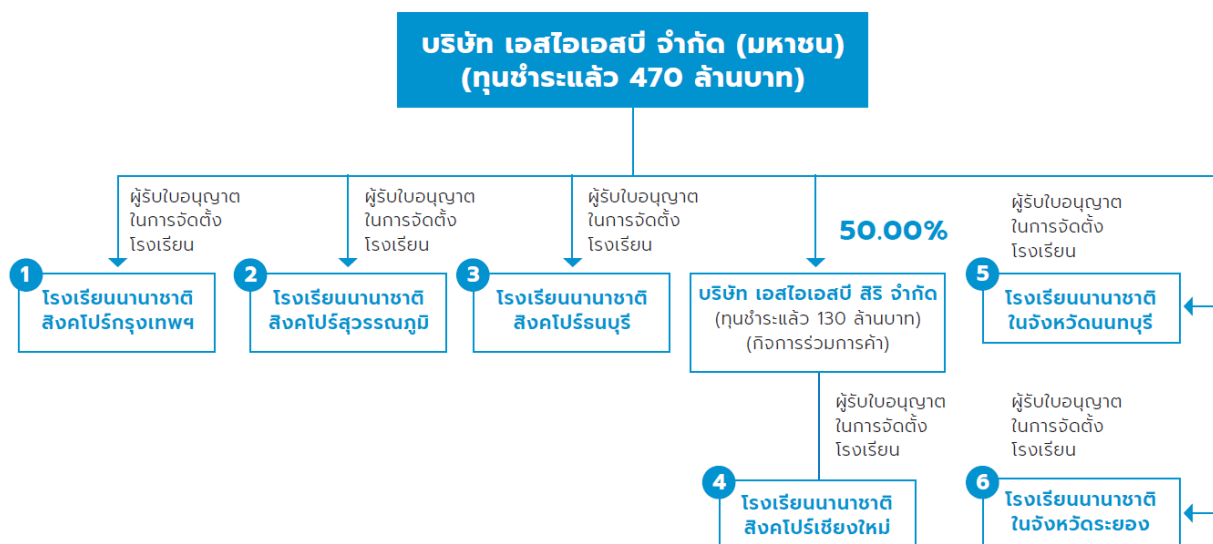 บริษัท เอสไอเอสบี จำกัด (มหาชน)
(ทุนชำระแล้ว 470 ล้านบาท)
ผู้รับใบอนุญาต
ในการจัดตั้ง
โรงเรียน
ผู้รับใบอนุญาต
ในการจัดตั้ง
โรงเรียน
ผู้รับใบอนุญาต
ในการจัดตั้ง
โรงเรียน
50.00%
ผู้รับใบอนุญาต
ในการจัดตั้ง
โรงเรียน
1
โรงเรียนนานาชาติ
สิงคโปร์กรุงเทพฯ
2
โรงเรียนนานาชาติ
สิงคโปร์สุวรรณภูมิ
3
โรงเรียนนานาชาติ
สิงคโปร์ธนบุรี
บริษัท เอสไอเอสบี สิริ จำกัด
(ทุนชำระแล้ว 130 ล้านบาท)
(กิจการร่วมการค้า)
5
โรงเรียนนานาชาติ
ในจังหวัดนนทบุรี
ผู้รับใบอนุญาต
ในการจัดตั้ง
โรงเรียน
ผู้รับใบอนุญาต
ในการจัดตั้ง
โรงเรียน
4
โรงเรียนนานาชาติ
สิงคโปร์เชียงใหม่
6
โรงเรียนนานาชาติ
ในจังหวัดระยอง